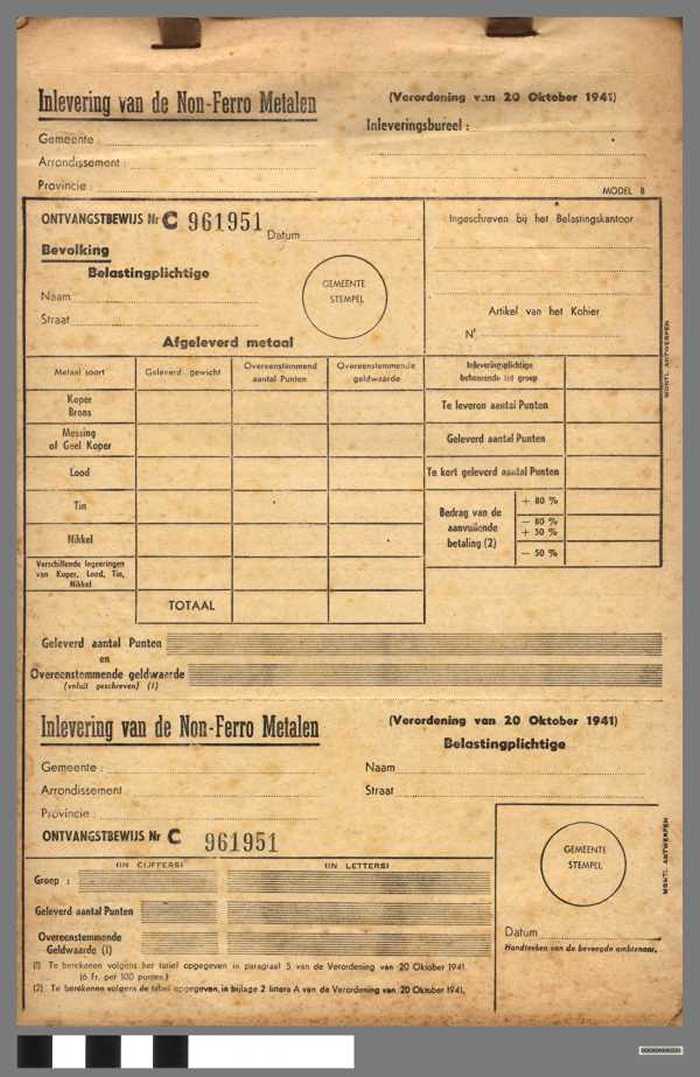 Inlevering van de Non-Ferro Metalen
(Verordening van 20 Oktober 1941)
Inleveringsbureel :
Gemeente :
Arrondissement :
Provincie :
MODEL B
ONTVANGSTBEWIJS Nr C 961951
Datum
Bevolking
Belastingplichtige
Naam
Straat
GEMEENTE
STEMPEL
Ingeschreven bij het Belastingskantoor
Artikel van het Kohier
Nr
Afgeleverd metaal
Metaal soort
Geleverd gewicht
Overeenstemmend
aantal Punten
Overeenstemmende
geldwaarde
Inleveringsplichtige
behoorende tot groep
Koper
Brons
Te leveren aantal Punten
Messing
of Geel Koper
Geleverd aantal Punten
Lood
Te kort geleverd aantal Punten
Tin
Bedrag van de
aanvullende
betaling (2)
+ 80 %
— 80 %
+ 50 %
— 50 %
Nikkel
Verschillende legeeringen
van Koper, Lood, Tin,
Nikkel
TOTAAL
MONTI. ANTWERPEN
Geleverd aantal Punten
en
Overeenstemmende geldwaarde
(voluit geschreven) (1)
Inlevering van de Non-Ferro Metalen
(Verordening van 20 Oktober 1941)
Belastingplichtige
Gemeente :
Naam
Arrondissement
Straat
Provincie :
ONTVANGSTBEWIJS Nr C 961951
(IN CIJFERS)
(IN LETTERS)
Groep :
Geleverd aantal Punten
Overeenstemmende
Geldwaarde (1)
GEMEENTE
STEMPEL
Datum
Handteeken van de bevoegde ambtenaar.
MONTI. ANTWERPEN
(1) Te berekenen volgens het tarief opgegeven in paragraaf 5 van de Verordening van 20 Oktober 1941
(6 Fr. per 100 punten.)
(2) Te berekenen volgens de tabel opgegeven, in bijlage 2 littera A van de Verordening van 20 Oktober 1941.